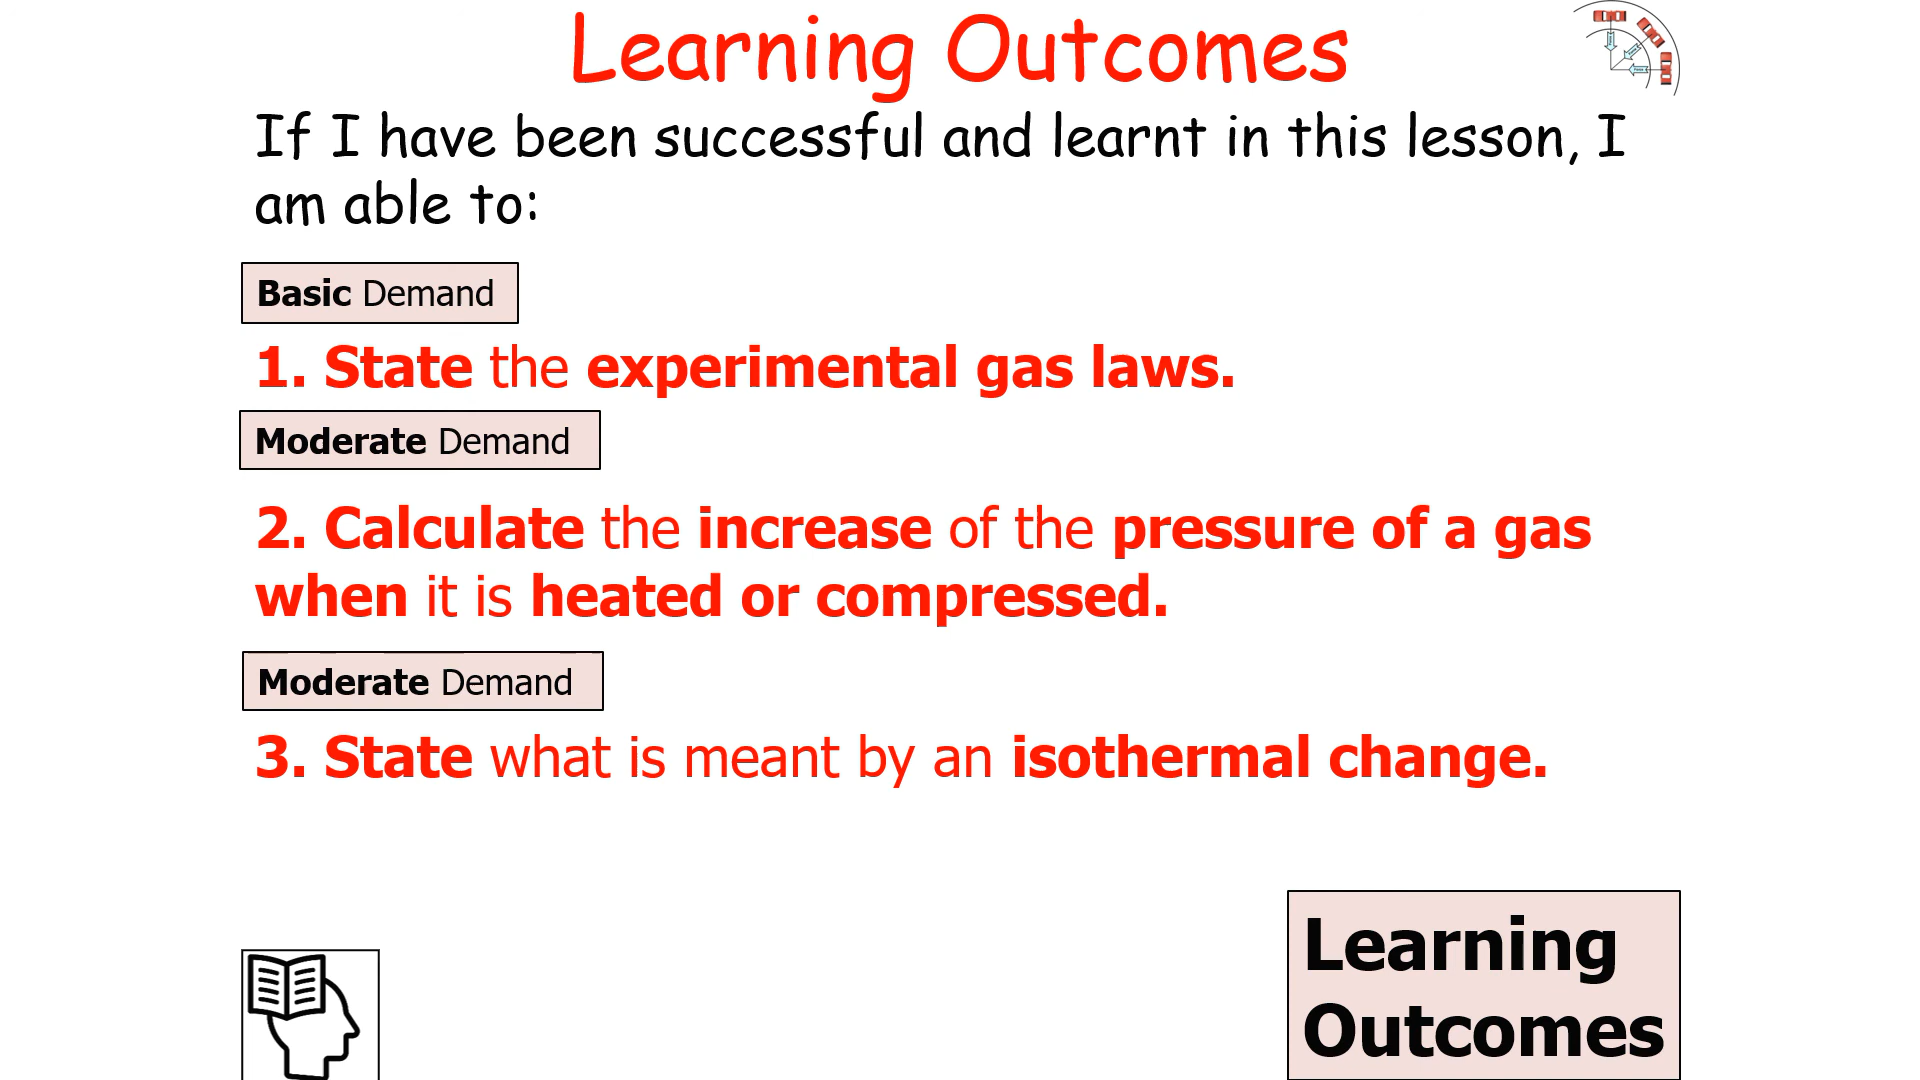 Learning Outcomes
If I have been successful and learnt in this lesson, I
am able to:
Basic Demand
1. State the experimental gas laws.
Moderate Demand
2. Calculate the increase of the pressure of a gas
when it is heated or compressed.
Moderate Demand
3. State what is meant by an isothermal change.
Learning
Outcomes